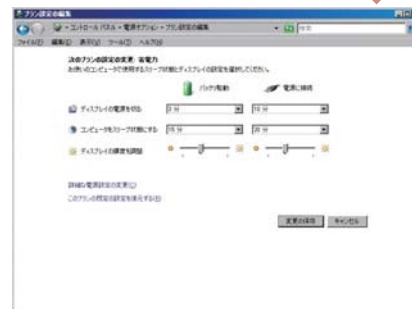 プラン設定の編集
コントロール パネル ▸ 電源オプション ▸ プラン設定の編集
ファイル(F) 編集(E) 表示(V) ツール(T) ヘルプ(H)
次のプランの設定の変更: 省電力
お使いのコンピュータで使用するスリープ状態とディスプレイの設定を選択してください。
バッテリ駆動 電源に接続
ディスプレイの電源を切る
コンピュータをスリープ状態にする 15 分 20 分
ディスプレイの輝度を調整
詳細な電源設定の変更(C)
このプランの既定の設定を復元する(R)
変更の保存 キャンセル